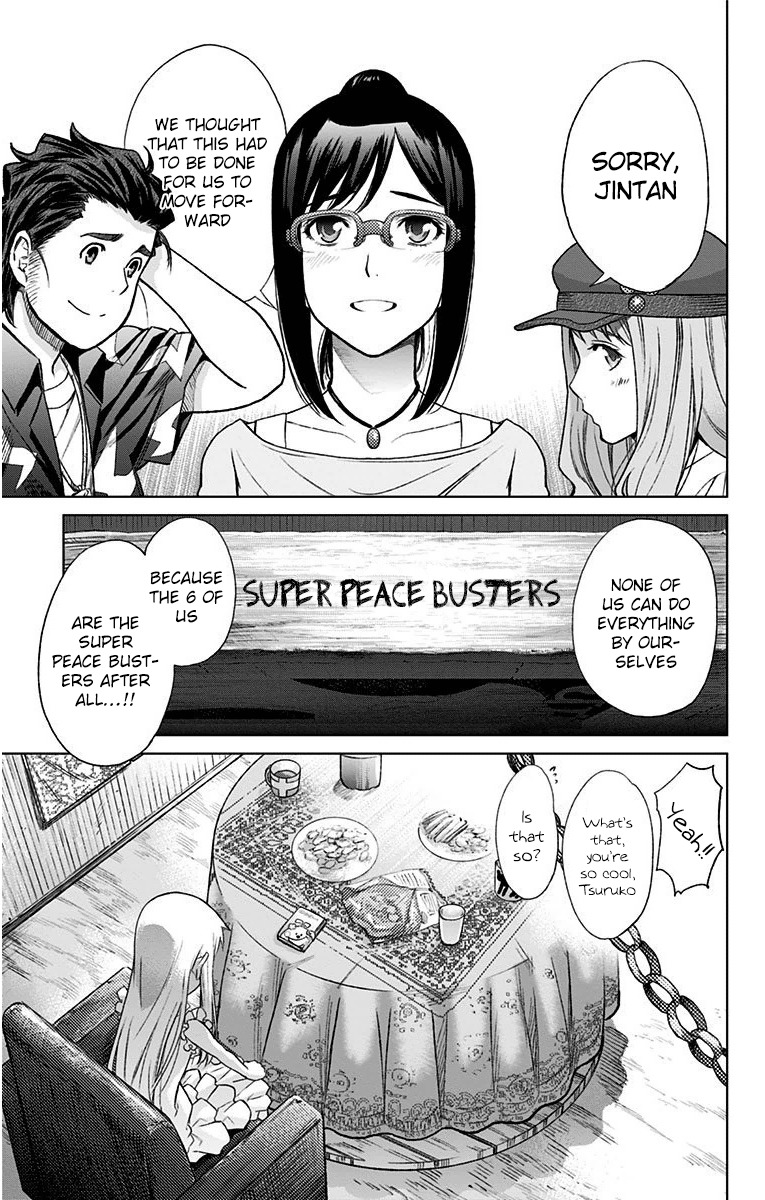 SORRY,
JINTAN
WE THOUGHT
THAT THIS HAD
TO BE DONE
FOR US TO
MOVE FOR-
WARD
NONE OF
US CAN DO
EVERYTHING
BY OUR-
SELVES
SUPER PEACE BUSTERS
BECAUSE
THE 6 OF
US
ARE THE
SUPER
PEACE BUST-
ERS AFTER
ALL...!!
Yeah!!
What's
that,
you're
so cool,
Tsuruko
Is
that
so?